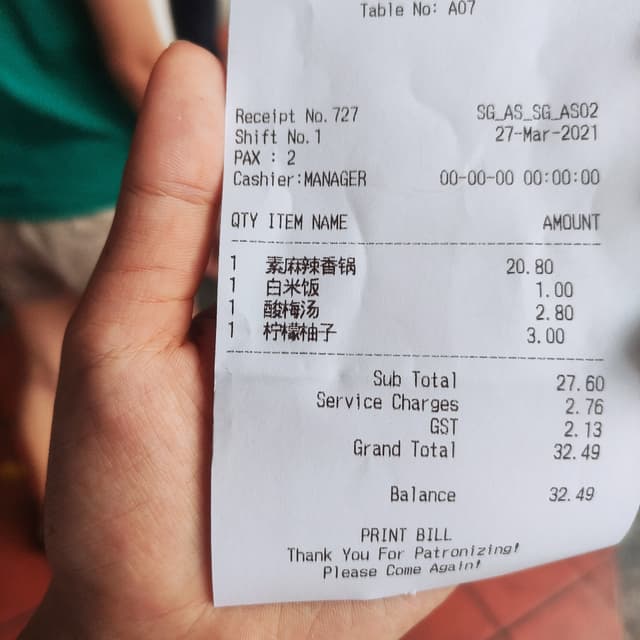 Table No: A07
Receipt No. 727 SG_AS_SG_AS02
Shift No.1 27-Mar-2021
PAX : 2
Cashier:MANAGER 00-00-00 00:00:00
QTY ITEM NAME AMOUNT
1 素麻辣香锅 20.80
1 白米饭 1.00
1 酸梅汤 2.80
1 柠檬柚子 3.00
Sub Total 27.60
Service Charges 2.76
GST 2.13
Grand Total 32.49
Balance 32.49
PRINT BILL
Thank You For Patronizing!
Please Come Again!